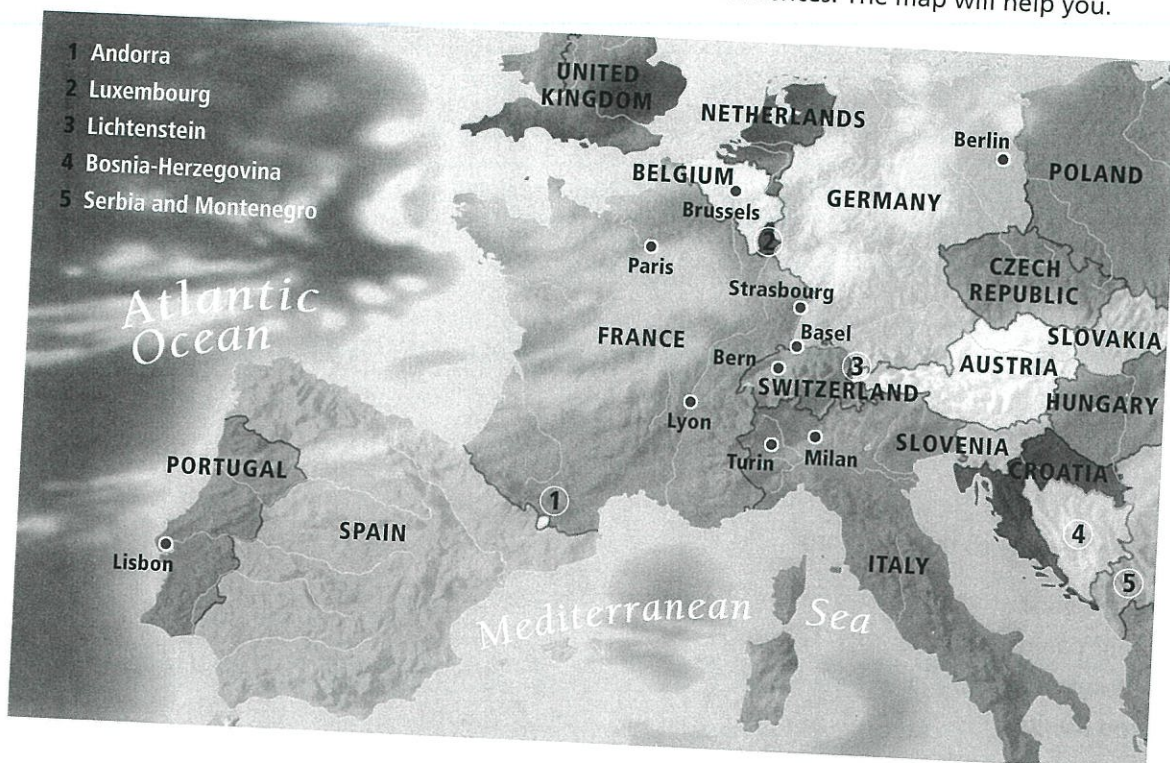 The map will help you.
1 Andorra
2 Luxembourg
3 Lichtenstein
4 Bosnia-Herzegovina
5 Serbia and Montenegro
UNITED
KINGDOM
NETHERLANDS
Berlin
POLAND
BELGIUM
Brussels
GERMANY
2
Paris
CZECH
REPUBLIC
Strasbourg
Atlantic
Ocean
FRANCE
Basel
SLOVAKIA
Bern
3
AUSTRIA
SWITZERLAND
HUNGARY
Lyon
SLOVENIA
Turin
Milan
CROATIA
PORTUGAL
1
SPAIN
4
Lisbon
ITALY
5
Mediterranean Sea